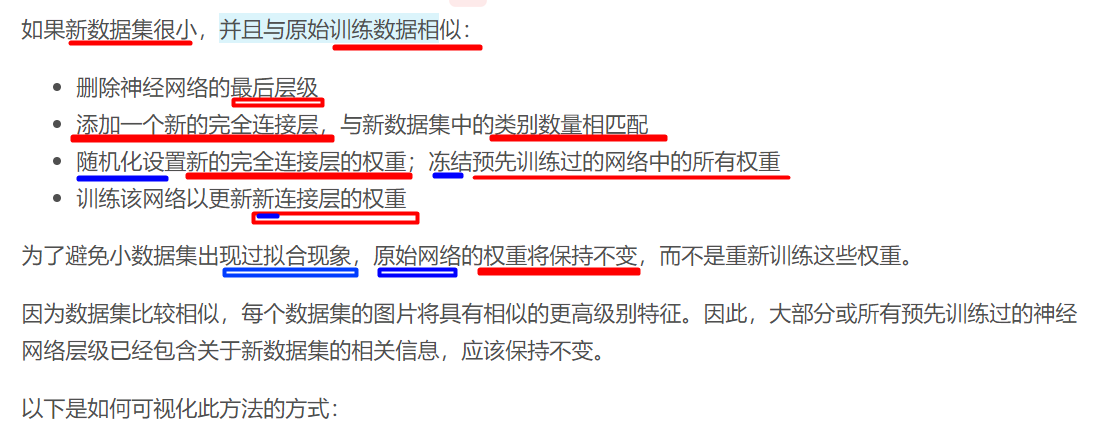 如果新数据集很小，并且与原始训练数据相似：
删除神经网络的最后层级
添加一个新的完全连接层，与新数据集中的类别数量相匹配
随机化设置新的完全连接层的权重；冻结预先训练过的网络中的所有权重
训练该网络以更新新连接层的权重
为了避免小数据集出现过拟合现象，原始网络的权重将保持不变，而不是重新训练这些权重。
因为数据集比较相似，每个数据集的图片将具有相似的更高级别特征。因此，大部分或所有预先训练过的神经
网络层级已经包含关于新数据集的相关信息，应该保持不变。
以下是如何可视化此方法的方式：